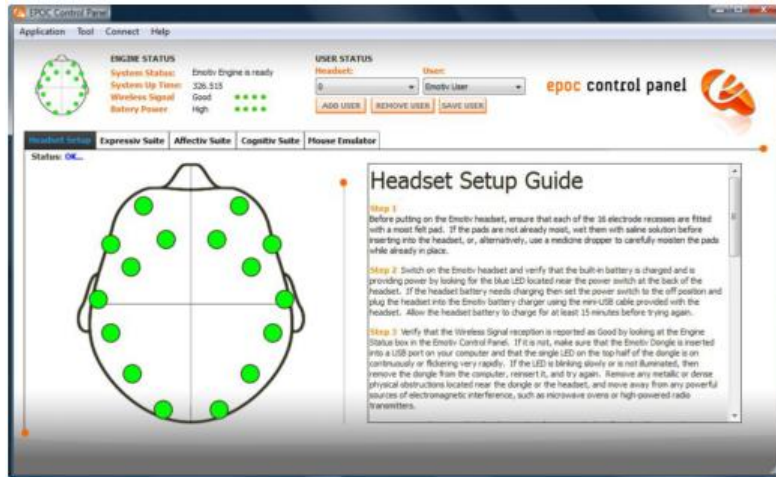 EPOC Control Panel
Application Tool Connect Help
ENGINE STATUS
System Status: Emotiv Engine is ready
System Up Time: 326.515
Wireless Signal Good
Battery Power High
USER STATUS
Headset: User:
0 Emotiv User
ADD USER REMOVE USER SAVE USER
epoc control panel
Headset Setup Expressiv Suite Affectiv Suite Cognitiv Suite Mouse Emulator
Status: OK...
Headset Setup Guide
Step 1
Before putting on the Emotiv headset, ensure that each of the 16 electrode recesses are fitted
with a moist felt pad. If the pads are not already moist, wet them with saline solution before
inserting into the headset, or, alternatively, use a medicine dropper to carefully moisten the pads
while already in place.
Step 2 Switch on the Emotiv headset and verify that the built-in battery is charged and is
providing power by looking for the blue LED located near the power switch at the back of the
headset. If the headset battery needs charging then set the power switch to the off position and
plug the headset into the Emotiv battery charger using the mini-USB cable provided with the
headset. Allow the headset battery to charge for at least 15 minutes before trying again.
Step 3 Verify that the Wireless Signal reception is reported as Good by looking at the Engine
Status box in the Emotiv Control Panel. If it is not, make sure that the Emotiv Dongle is inserted
into a USB port on your computer and that the single LED on the top half of the dongle is on
continuously or flickering very rapidly. If the LED is blinking slowly or is not illuminated, then
remove the dongle from the computer, reinsert it, and try again. Remove any metallic or dense
physical obstructions located near the dongle or the headset, and move away from any powerful
sources of electromagnetic interference, such as microwave ovens or high-powered radio
transmitters.